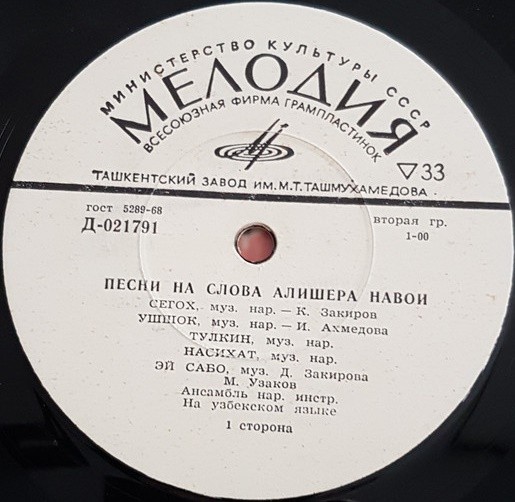 МИНИСТЕРСТВО КУЛЬТУРЫ СССР
МЕЛОДИЯ
ВСЕСОЮЗНАЯ ФИРМА ГРАМПЛАСТИНОК
▽33
ТАШКЕНТСКИЙ ЗАВОД ИМ. М.Т. ТАШМУХАМЕДОВА
гост 5289-68
Д-021791
вторая гр.
1-00
ПЕСНИ НА СЛОВА АЛИШЕРА НАВОИ
СЕГОХ, муз. нар. – К. Закиров
УШШОК, муз. нар. – И. Ахмедова
ТУЛКИН, муз. нар.
НАСИХАТ, муз. нар.
ЭЙ САБО, муз. Д. Закирова
М. Узаков
Ансамбль нар. инстр.
На узбекском языке
1 сторона